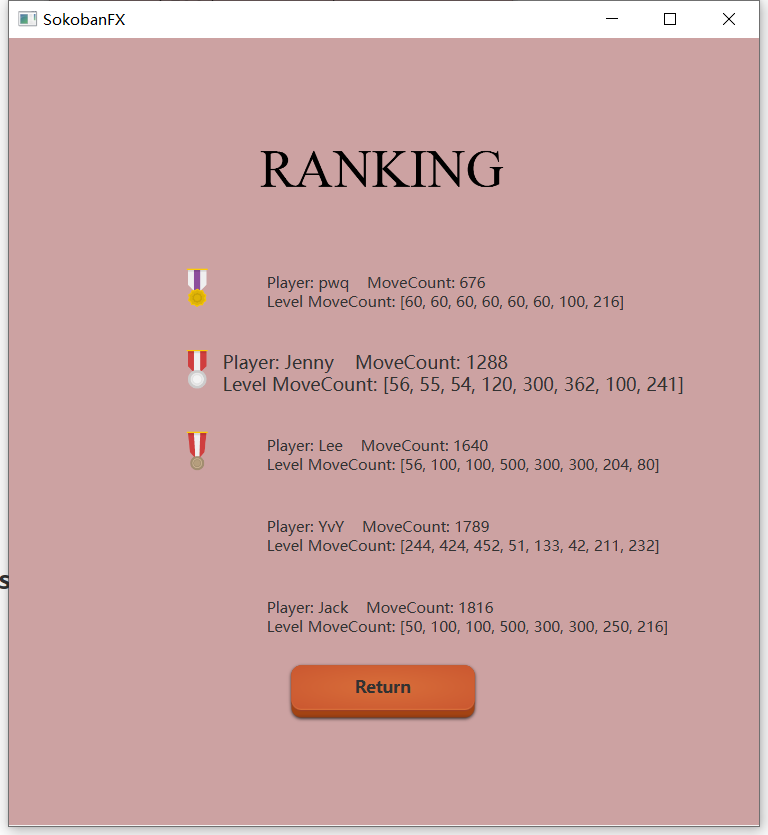 SokobanFX
RANKING
Player: pwq    MoveCount: 676
Level MoveCount: [60, 60, 60, 60, 60, 60, 100, 216]
Player: Jenny    MoveCount: 1288
Level MoveCount: [56, 55, 54, 120, 300, 362, 100, 241]
Player: Lee    MoveCount: 1640
Level MoveCount: [56, 100, 100, 500, 300, 300, 204, 80]
Player: YvY    MoveCount: 1789
Level MoveCount: [244, 424, 452, 51, 133, 42, 211, 232]
s
Player: Jack    MoveCount: 1816
Level MoveCount: [50, 100, 100, 500, 300, 300, 250, 216]
Return